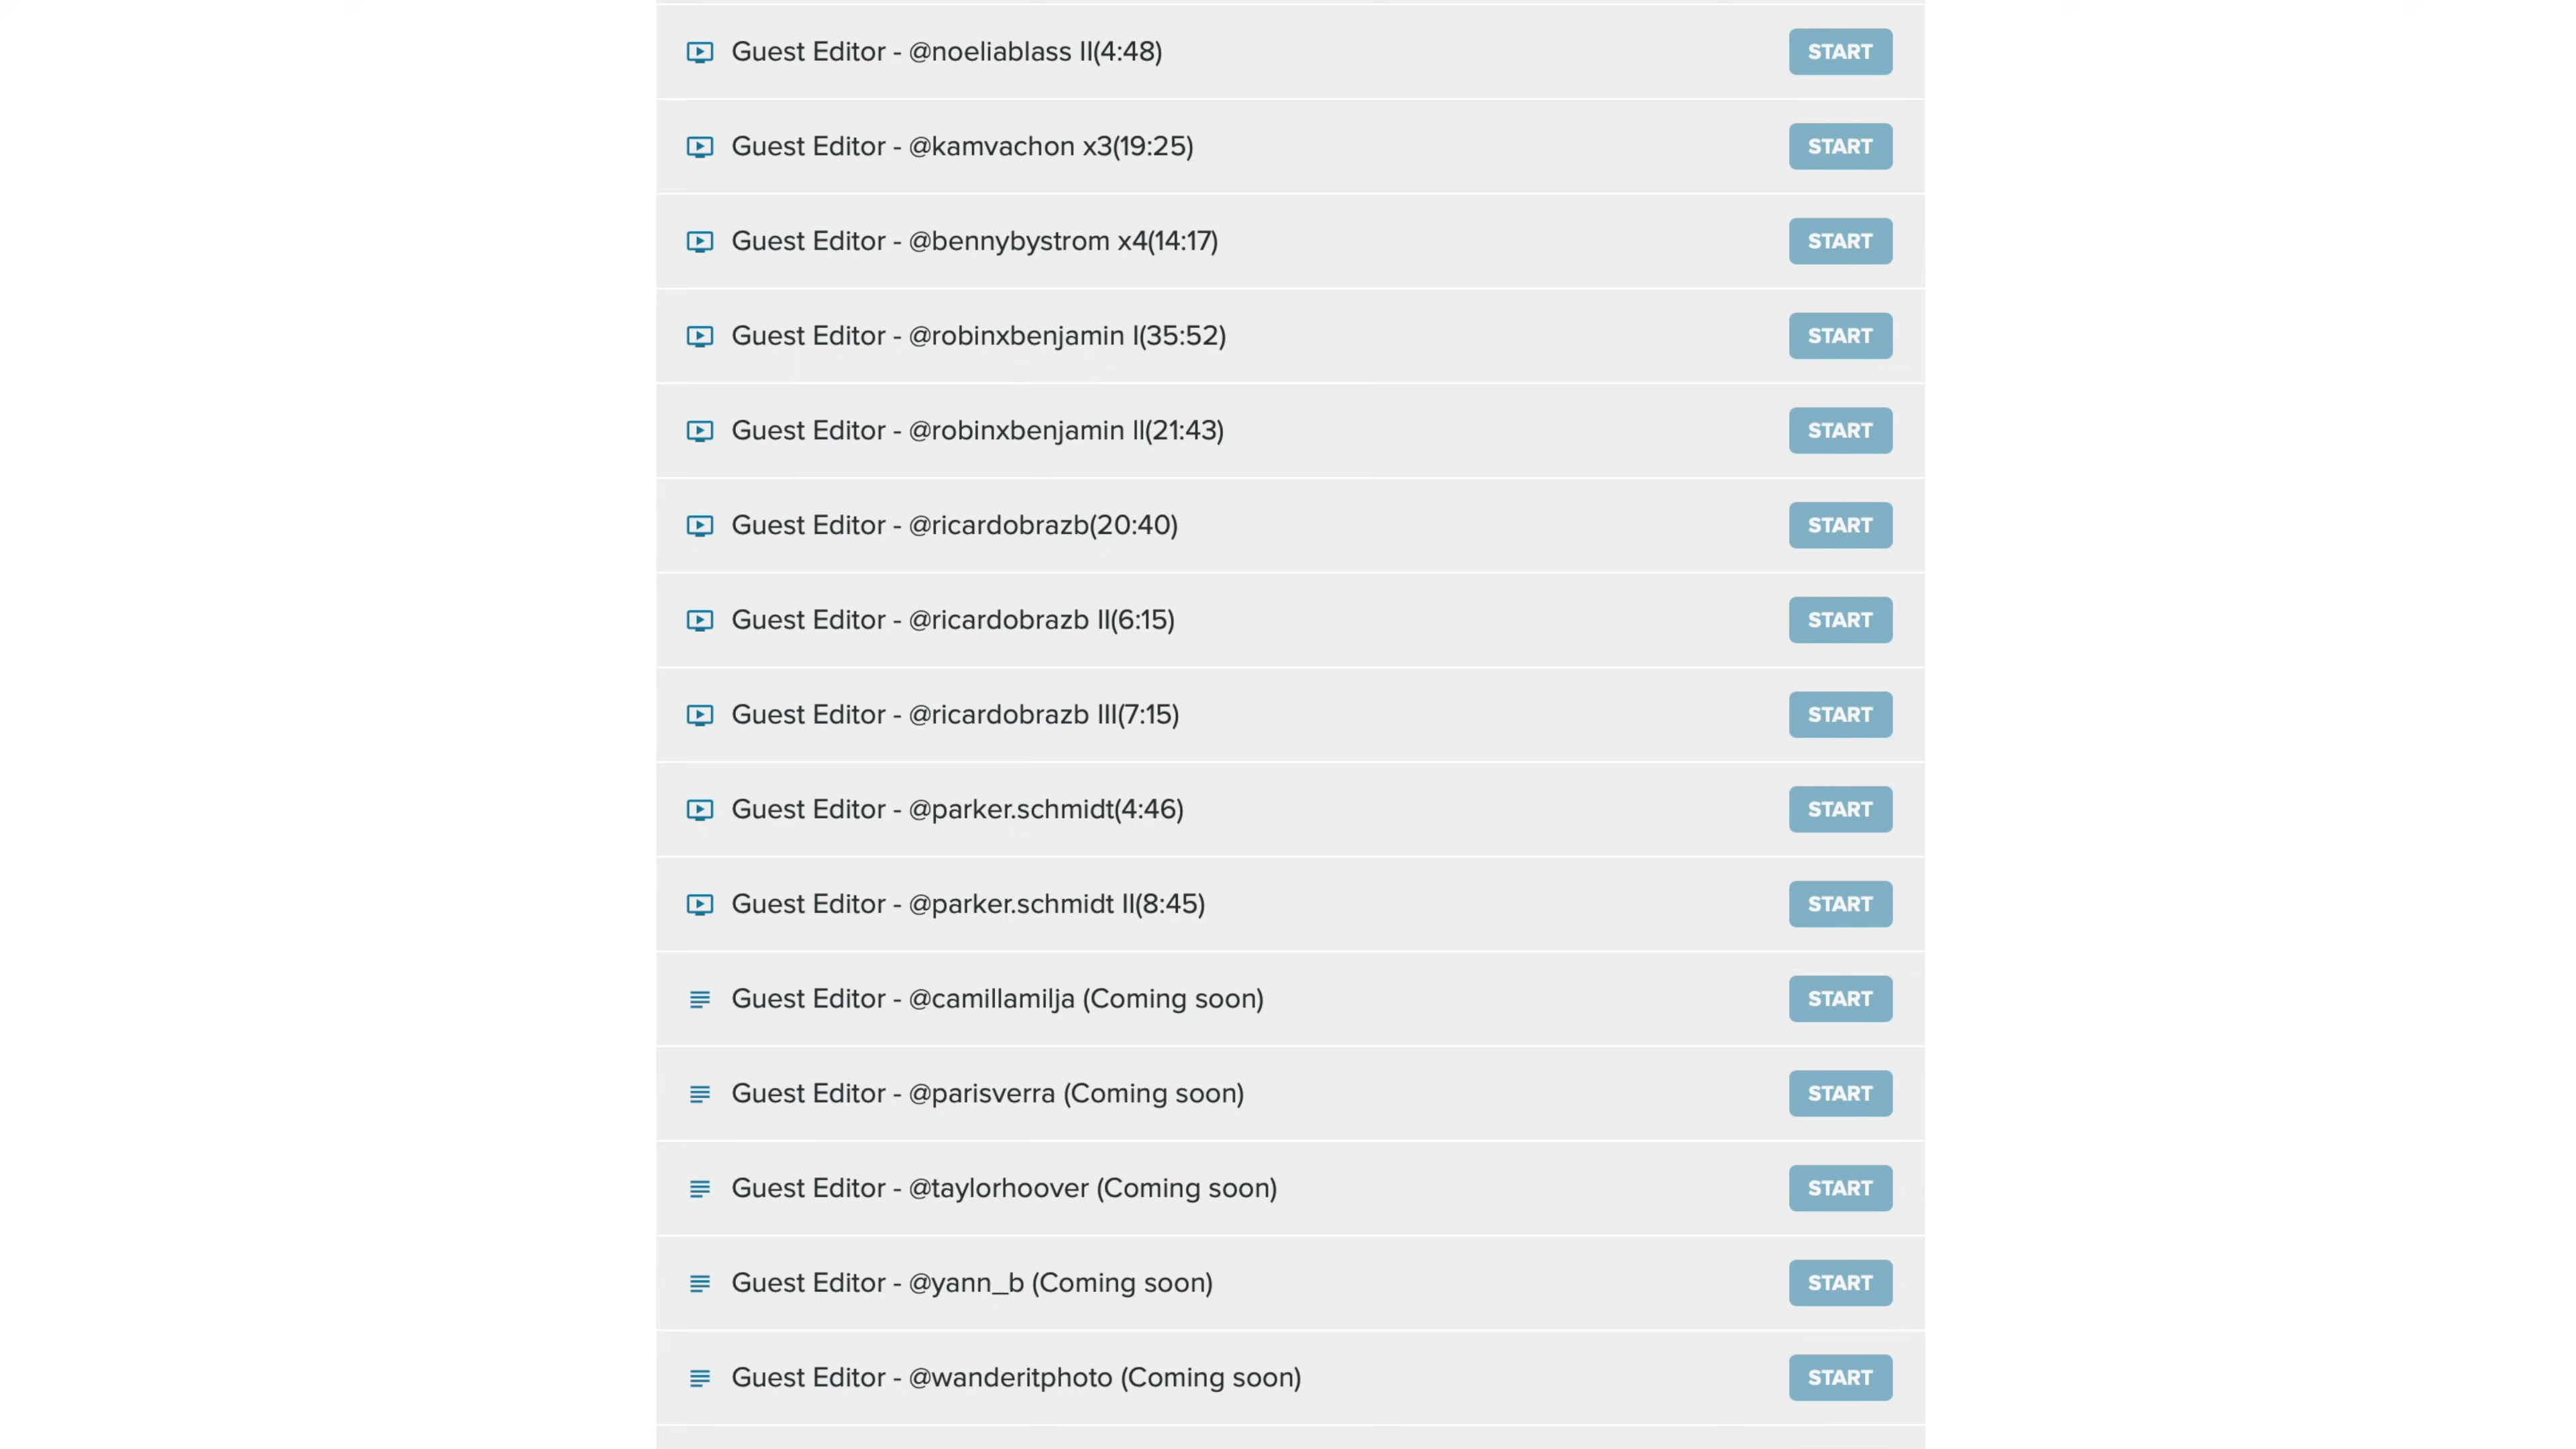 Guest Editor - @noeliablass II(4:48) START
Guest Editor - @kamvachon x3(19:25) START
Guest Editor - @bennybystrom x4(14:17) START
Guest Editor - @robinxbenjamin I(35:52) START
Guest Editor - @robinxbenjamin II(21:43) START
Guest Editor - @ricardobrazb(20:40) START
Guest Editor - @ricardobrazb II(6:15) START
Guest Editor - @ricardobrazb III(7:15) START
Guest Editor - @parker.schmidt(4:46) START
Guest Editor - @parker.schmidt II(8:45) START
Guest Editor - @camillamilja (Coming soon) START
Guest Editor - @parisverra (Coming soon) START
Guest Editor - @taylorhoover (Coming soon) START
Guest Editor - @yann_b (Coming soon) START
Guest Editor - @wanderitphoto (Coming soon) START